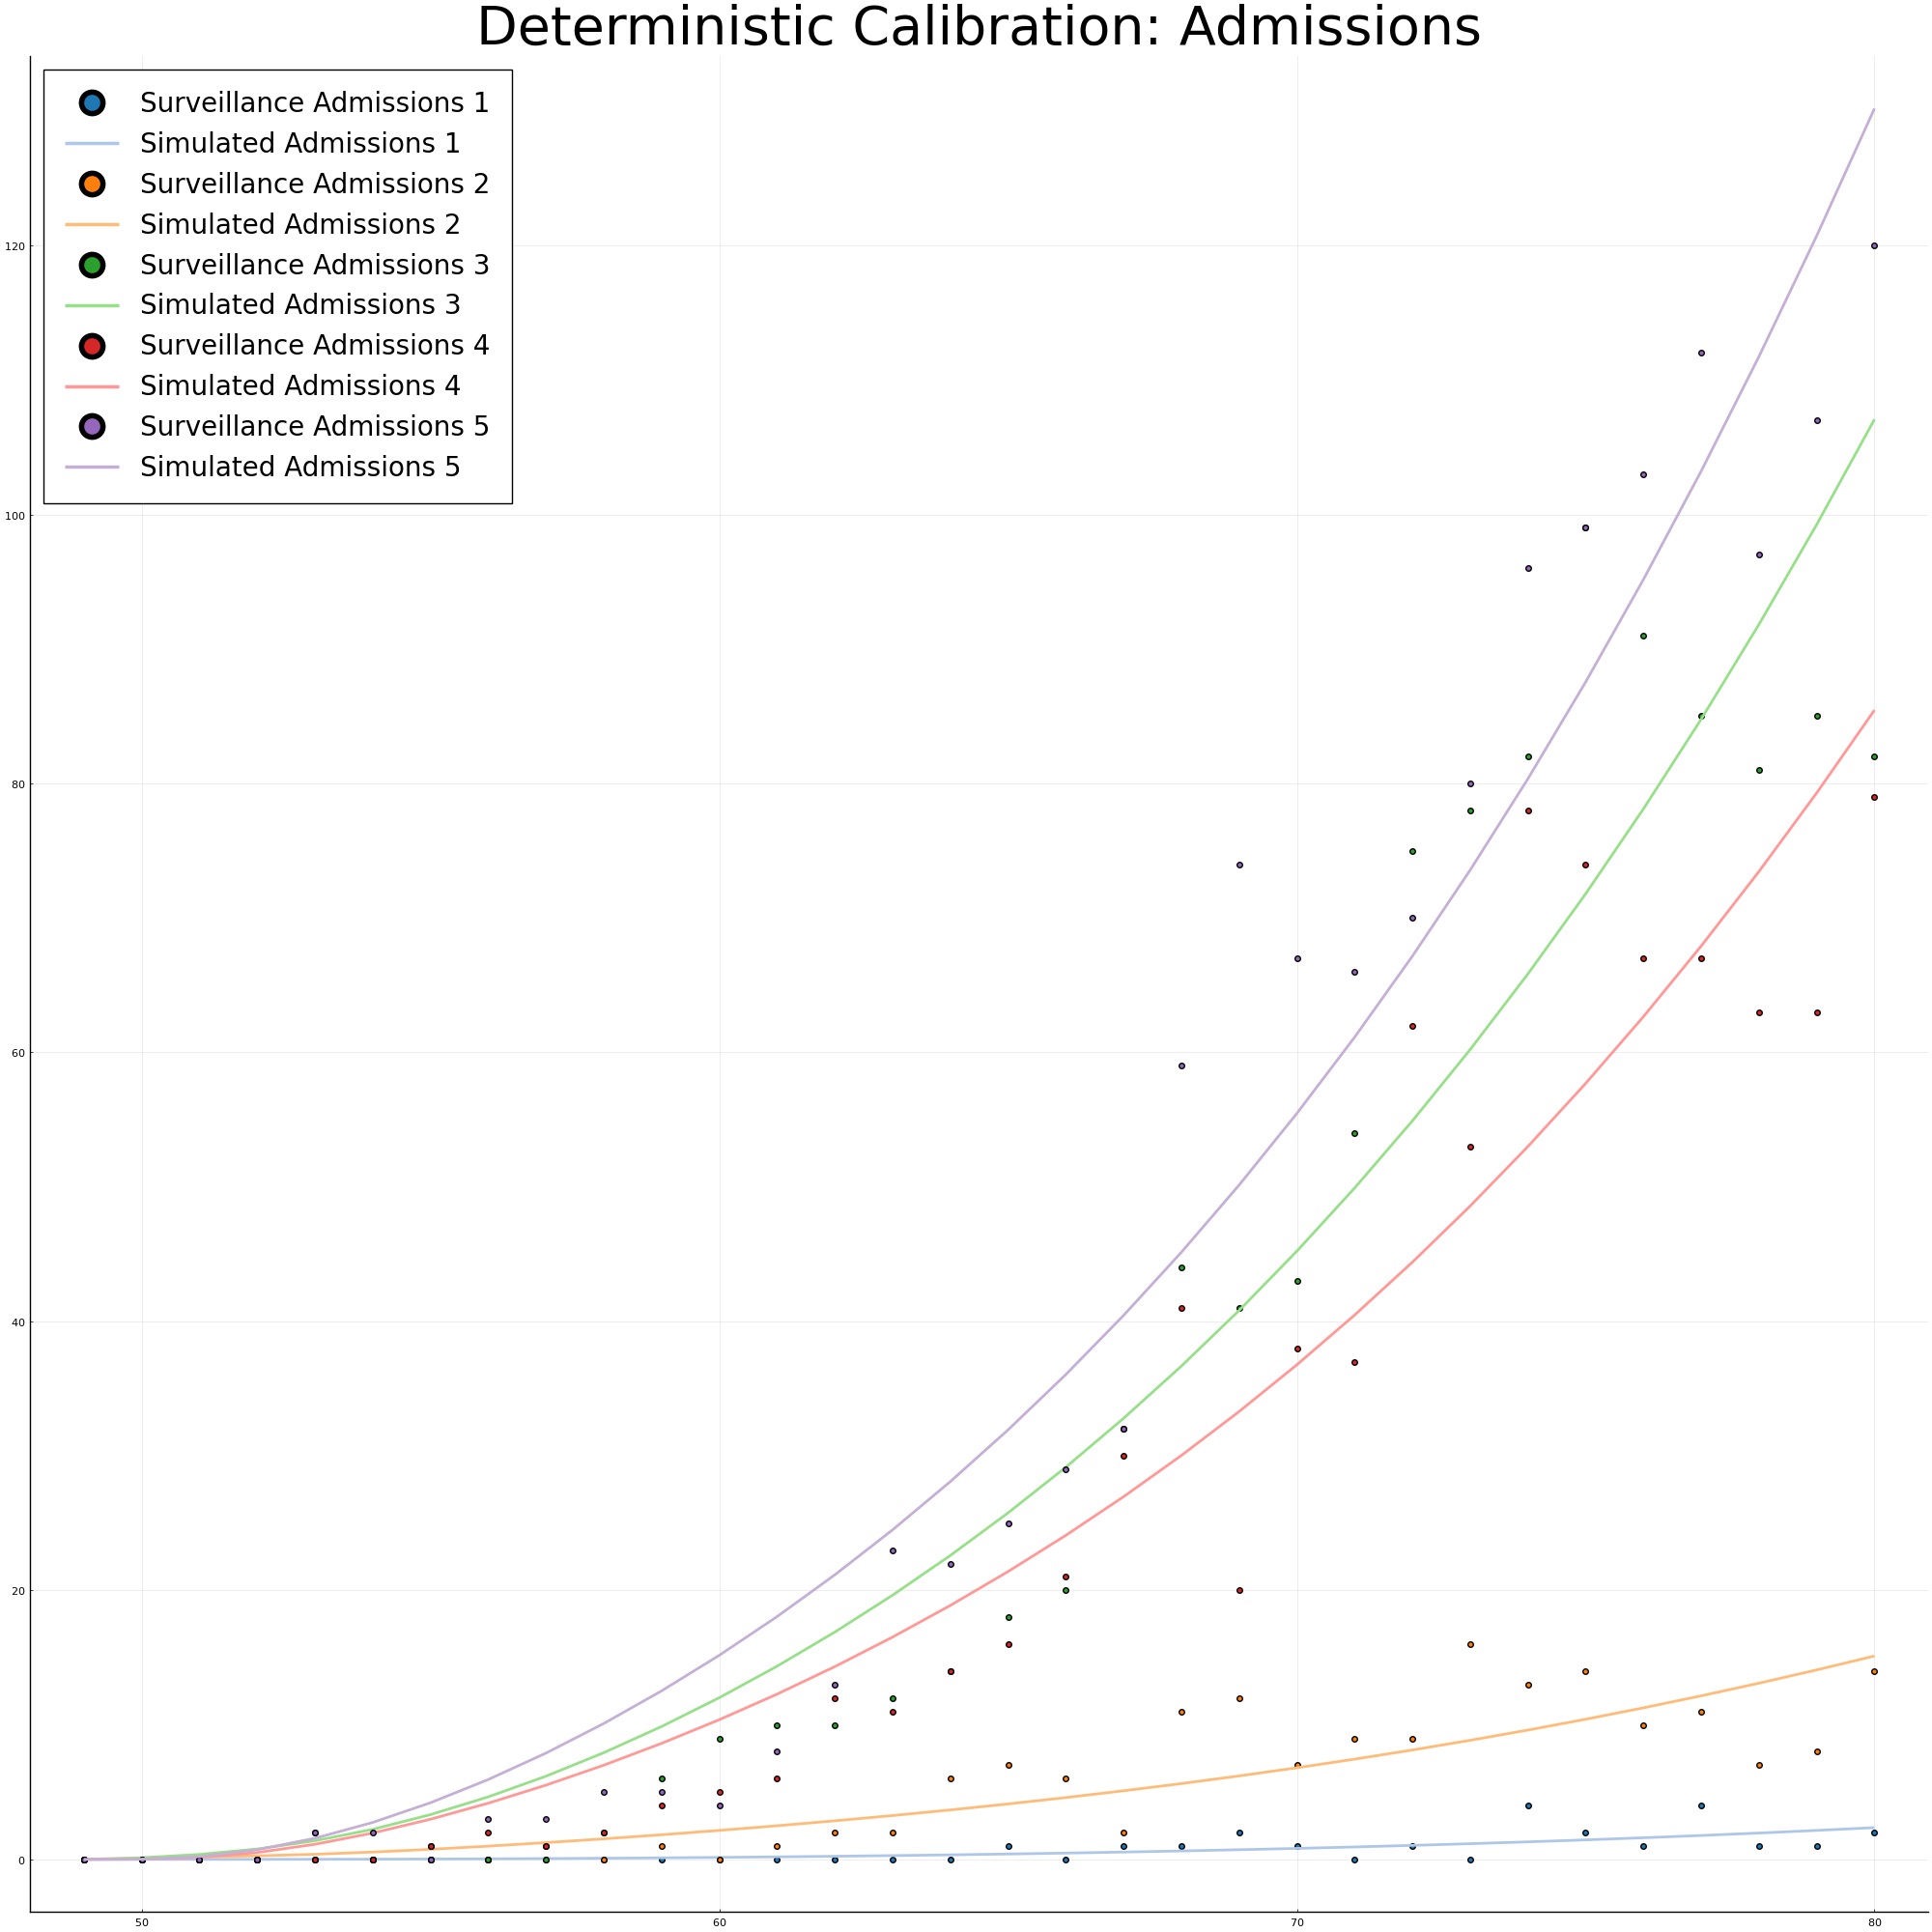 Deterministic Calibration: Admissions
Surveillance Admissions 1
Simulated Admissions 1
Surveillance Admissions 2
Simulated Admissions 2
Surveillance Admissions 3
Simulated Admissions 3
Surveillance Admissions 4
Simulated Admissions 4
Surveillance Admissions 5
Simulated Admissions 5
120
100
80
60
40
20
0
50 60 70 80